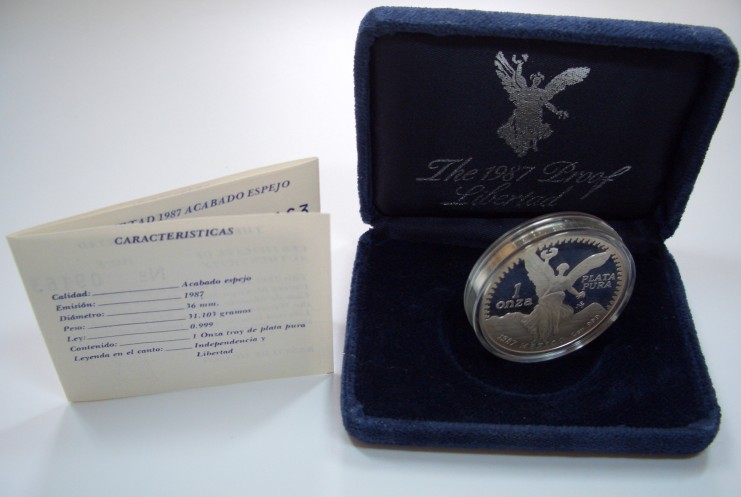 RTAD 1987 ACABADO ESPEJO
CARACTERISTICAS
Calidad: Acabado espejo
Emisión: 1987
Diámetro: 36 mm.
Peso: 31.103 gramos
Ley: 0.999
Contenido: 1 Onza troy de plata pura
Leyenda en el canto: Independencia y
Libertad
The 1987 Proof
Libertad
1
onza
PLATA
PURA
1987